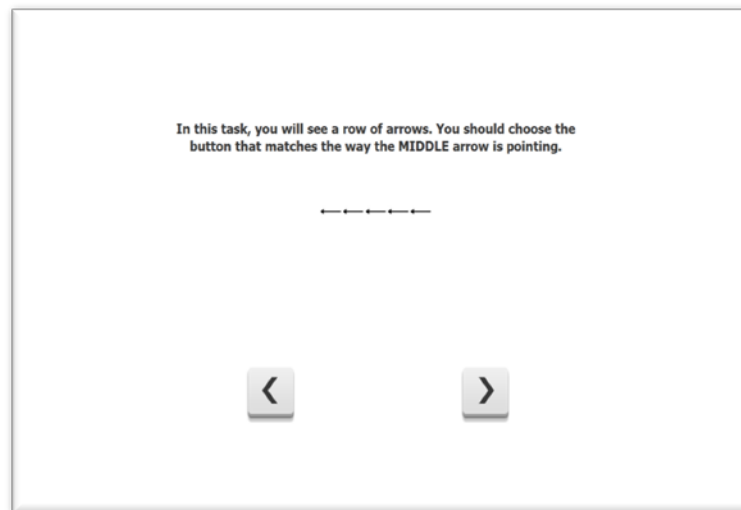 In this task, you will see a row of arrows. You should choose the
button that matches the way the MIDDLE arrow is pointing.